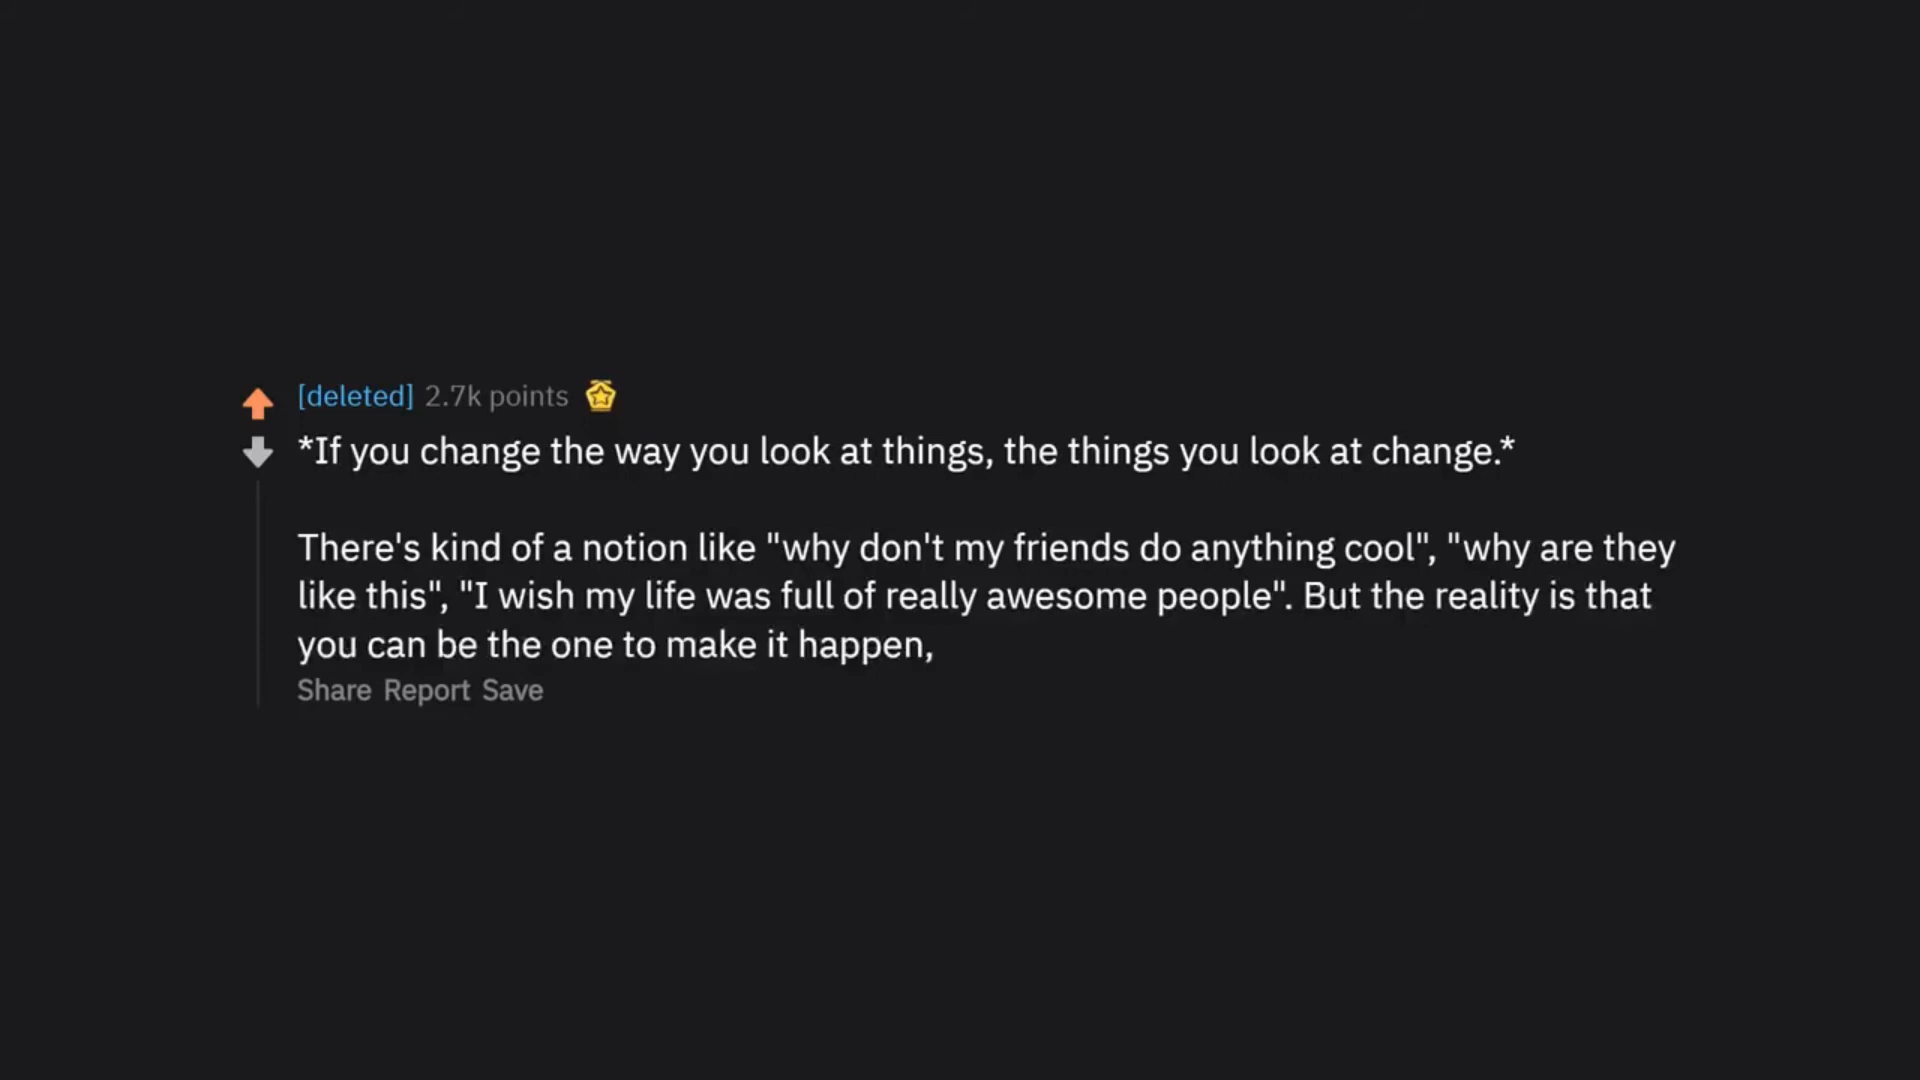 [deleted] 2.7k points
*If you change the way you look at things, the things you look at change.*
There's kind of a notion like "why don't my friends do anything cool", "why are they
like this", "I wish my life was full of really awesome people". But the reality is that
you can be the one to make it happen,
Share Report Save